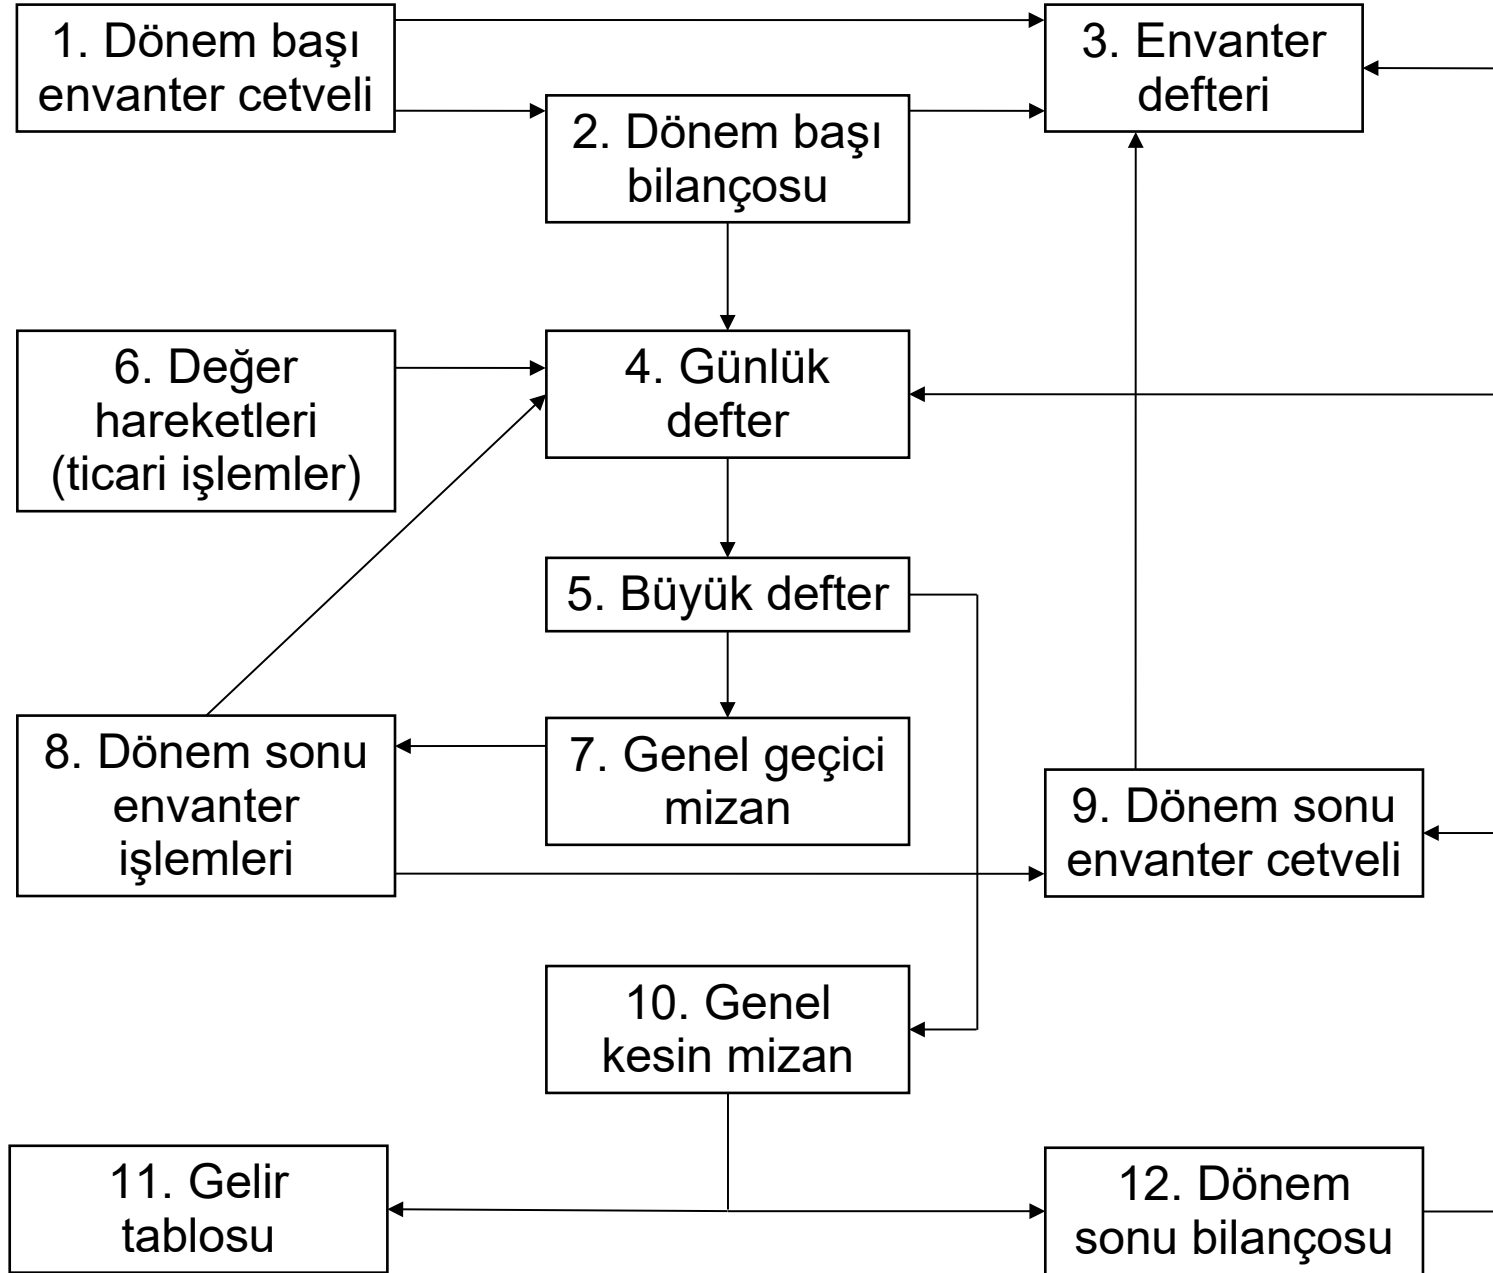 1. Dönem başı
envanter cetveli
2. Dönem başı
bilançosu
3. Envanter
defteri
4. Günlük
defter
5. Büyük defter
6. Değer
hareketleri
(ticari işlemler)
7. Genel geçici
mizan
8. Dönem sonu
envanter
işlemleri
9. Dönem sonu
envanter cetveli
10. Genel
kesin mizan
11. Gelir
tablosu
12. Dönem
sonu bilançosu